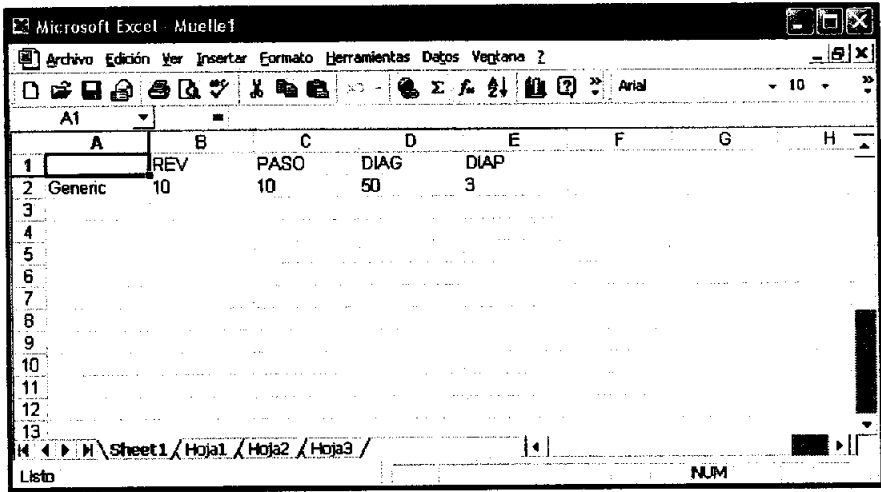 Microsoft Excel - Muelle1
Archivo Edición Ver Insertar Formato Herramientas Datos Ventana ?
Arial 10
A1 =
A B C D E F G H
1 REV PASO DIAG DIAP
2 Generic 10 10 50 3
3
4
5
6
7
8
9
10
11
12
13
Sheet1 / Hoja1 / Hoja2 / Hoja3 /
Listo NUM